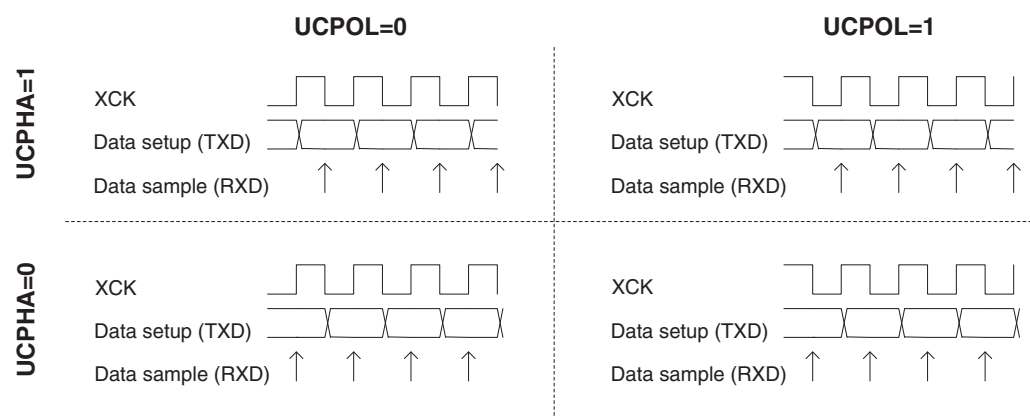 UCPOL=0
UCPOL=1
UCPHA=1
XCK
Data setup (TXD)
Data sample (RXD)
XCK
Data setup (TXD)
Data sample (RXD)
UCPHA=0
XCK
Data setup (TXD)
Data sample (RXD)
XCK
Data setup (TXD)
Data sample (RXD)